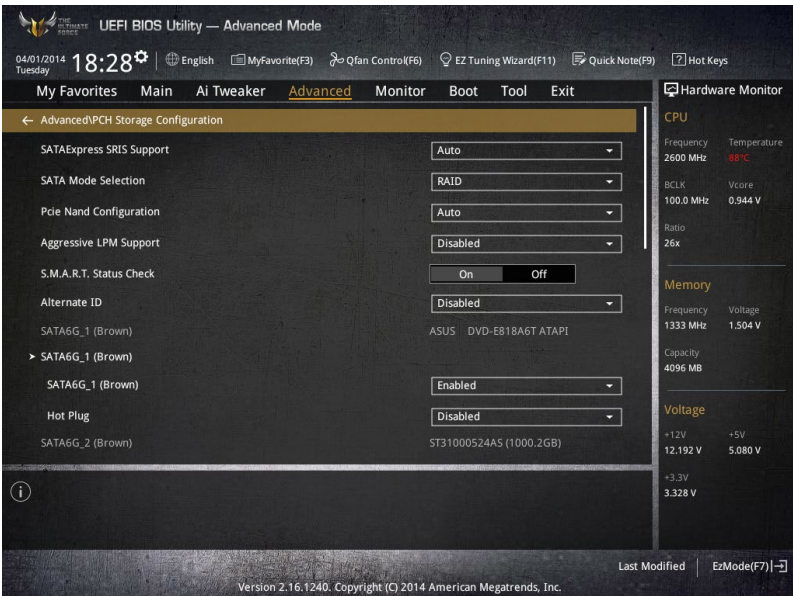 THE ULTIMATE FORCE
UEFI BIOS Utility — Advanced Mode
04/01/2014
Tuesday
18:28
English
MyFavorite(F3)
Qfan Control(F6)
EZ Tuning Wizard(F11)
Quick Note(F9)
? Hot Keys
My Favorites Main Ai Tweaker Advanced Monitor Boot Tool Exit
← Advanced\PCH Storage Configuration
SATAExpress SRIS Support Auto
SATA Mode Selection RAID
Pcie Nand Configuration Auto
Aggressive LPM Support Disabled
S.M.A.R.T. Status Check On Off
Alternate ID Disabled
SATA6G_1 (Brown) ASUS DVD-E818A6T ATAPI
> SATA6G_1 (Brown)
SATA6G_1 (Brown) Enabled
Hot Plug Disabled
SATA6G_2 (Brown) ST31000524AS (1000.2GB)
i
Hardware Monitor
CPU
Frequency Temperature
2600 MHz 88°C
BCLK Vcore
100.0 MHz 0.944 V
Ratio
26x
Memory
Frequency Voltage
1333 MHz 1.504 V
Capacity
4096 MB
Voltage
+12V +5V
12.192 V 5.080 V
+3.3V
3.328 V
Last Modified EzMode(F7)
Version 2.16.1240. Copyright (C) 2014 American Megatrends, Inc.